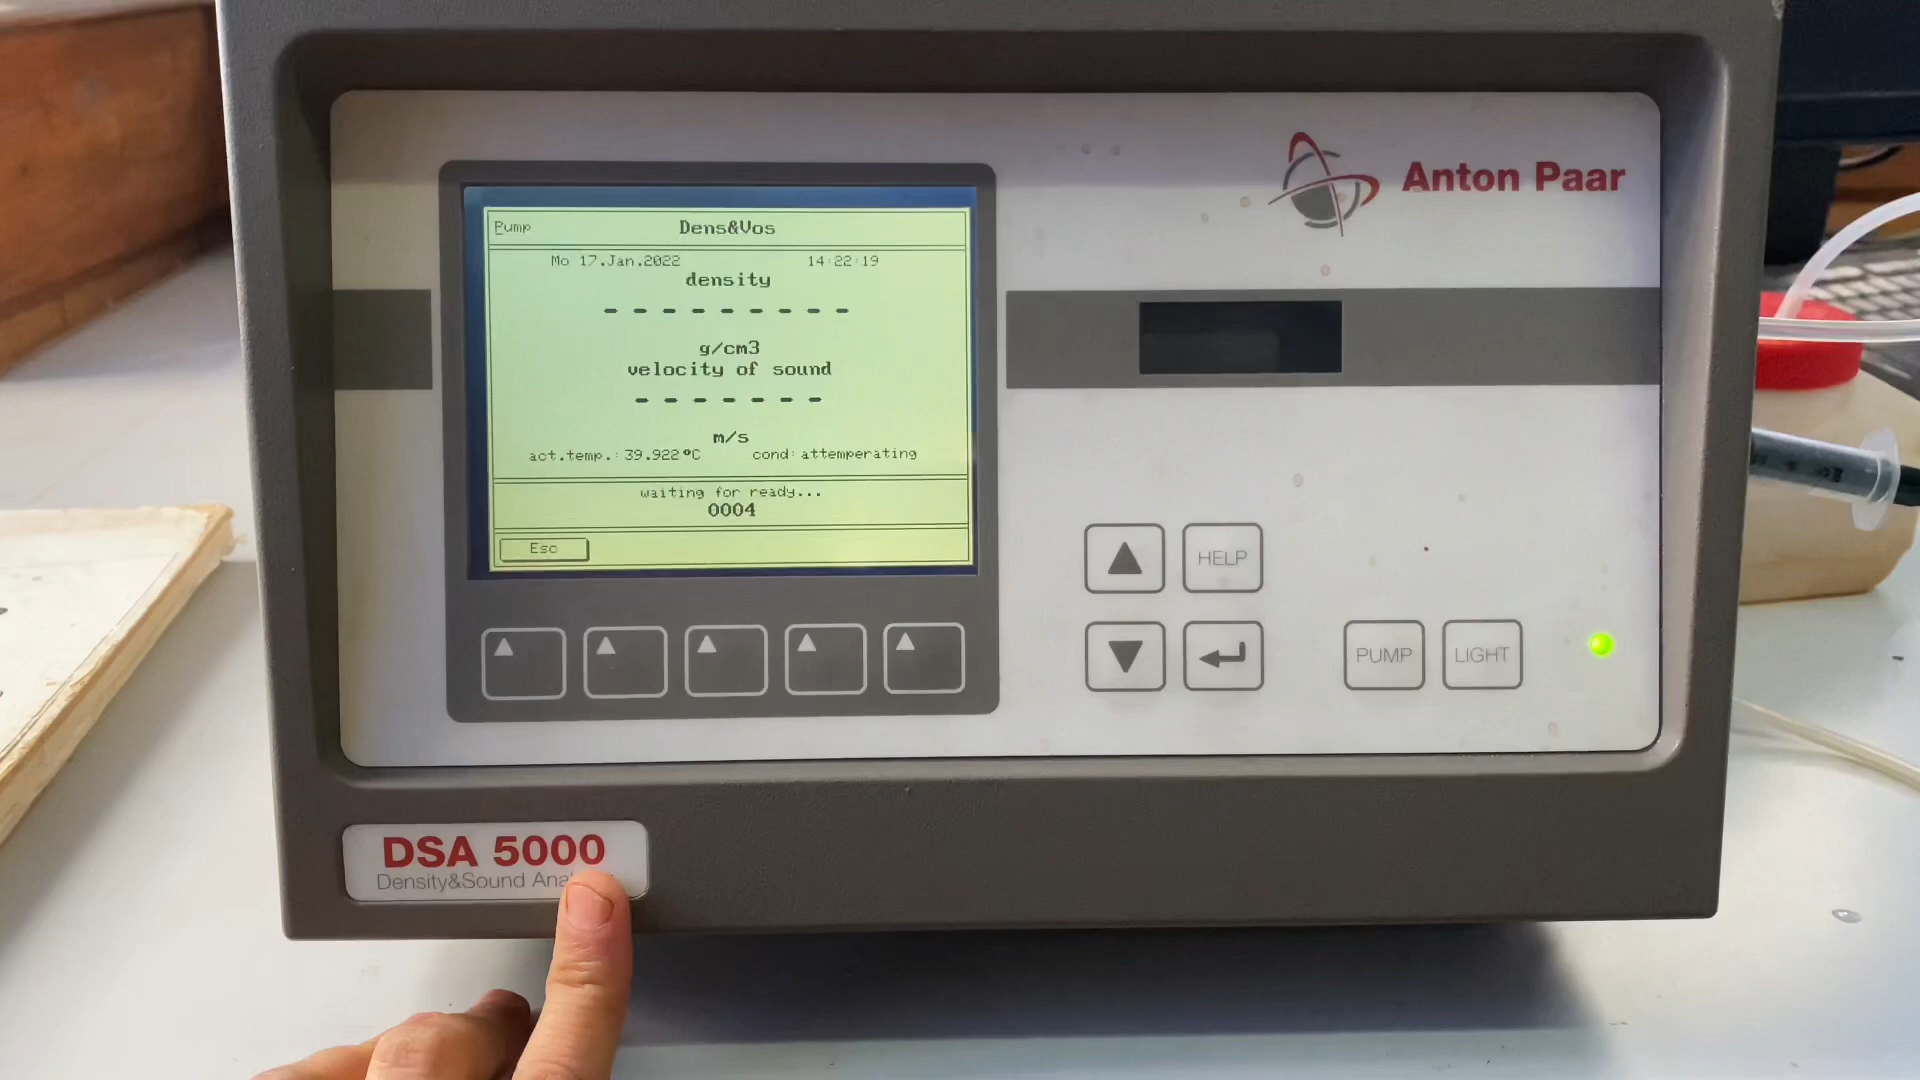 Anton Paar
Pump Dens&Vos
Mo 17.Jan.2022 14:22:19
density
- - - - - - - - -
g/cm3
velocity of sound
- - - - - - -
m/s
act.temp.: 39.922°C cond: attemperating
waiting for ready...
0004
Esc
HELP
PUMP LIGHT
DSA 5000
Density&Sound